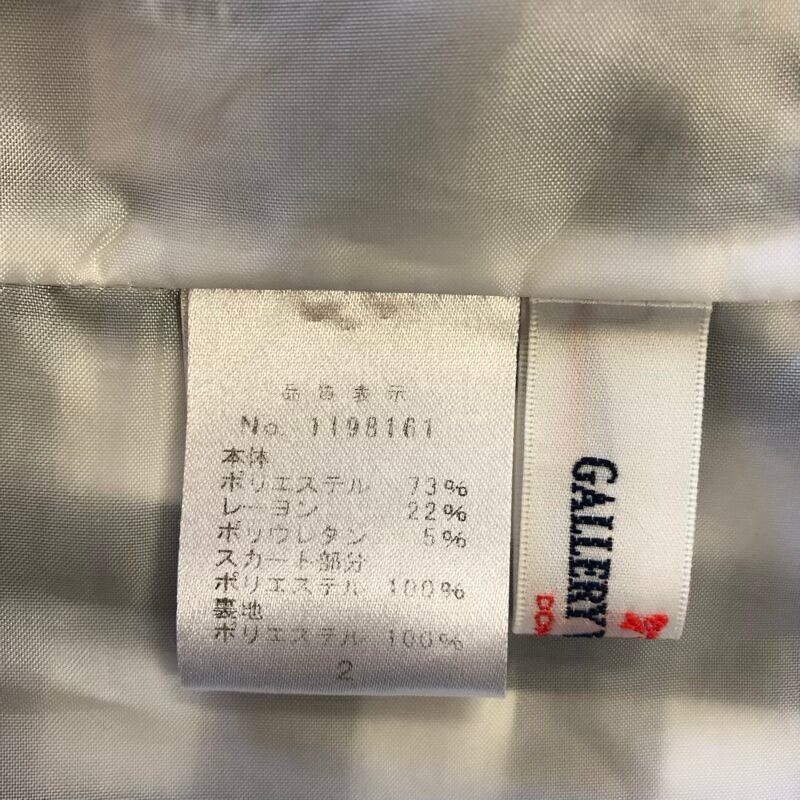 品質表示
No. 1198161
本体
ポリエステル 73%
レーヨン 22%
ポリウレタン 5%
スカート部分
ポリエステル 100%
裏地
ポリエステル 100%
2
GALLERY